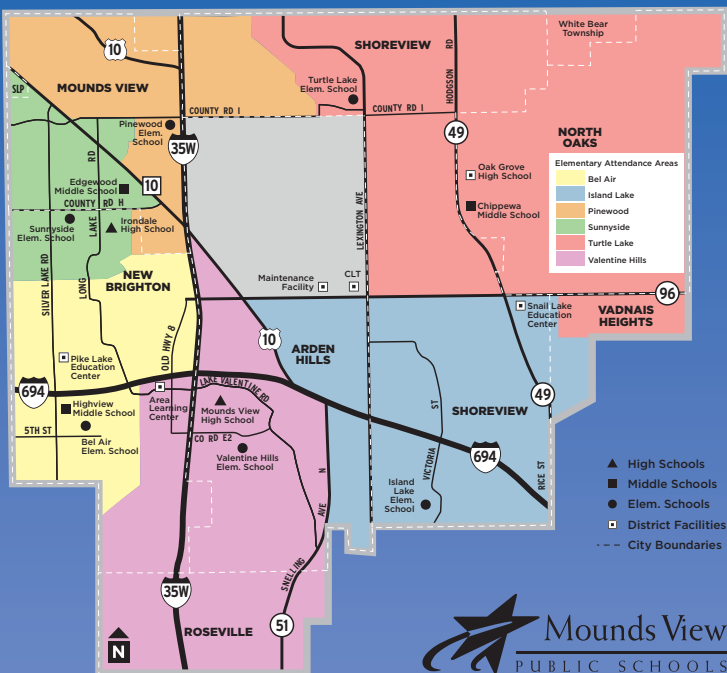 White Bear
Township
SHOREVIEW
HODGSON RD
10
MOUNDS VIEW
SLP
Turtle Lake
Elem. School
COUNTY RD I
COUNTY RD I
Pinewood
Elem.
School
35W
49
NORTH
OAKS
Elementary Attendance Areas
Bel Air
Island Lake
Pinewood
Sunnyside
Turtle Lake
Valentine Hills
Oak Grove
High School
Chippewa
Middle School
Edgewood
Middle School
10
COUNTY RD H
LEXINGTON AVE
Sunnyside
Elem. School
Irondale
High School
LONG LAKE RD
SILVER LAKE RD
NEW
BRIGHTON
Maintenance
Facility
CLT
96
Snail Lake
Education
Center
VADNAIS
HEIGHTS
OLD HWY 8
10
ARDEN
HILLS
Pike Lake
Education
Center
694
LAKE VALENTINE RD
Area
Learning
Center
Mounds View
High School
Highview
Middle School
5TH ST
Bel Air
Elem. School
CO RD E2
Valentine Hills
Elem. School
49
SHOREVIEW
VICTORIA ST
694
RICE ST
Island
Lake
Elem.
School
SNELLING AVE N
High Schools
Middle Schools
Elem. Schools
District Facilities
City Boundaries
35W
51
ROSEVILLE
N
Mounds View
PUBLIC SCHOOLS